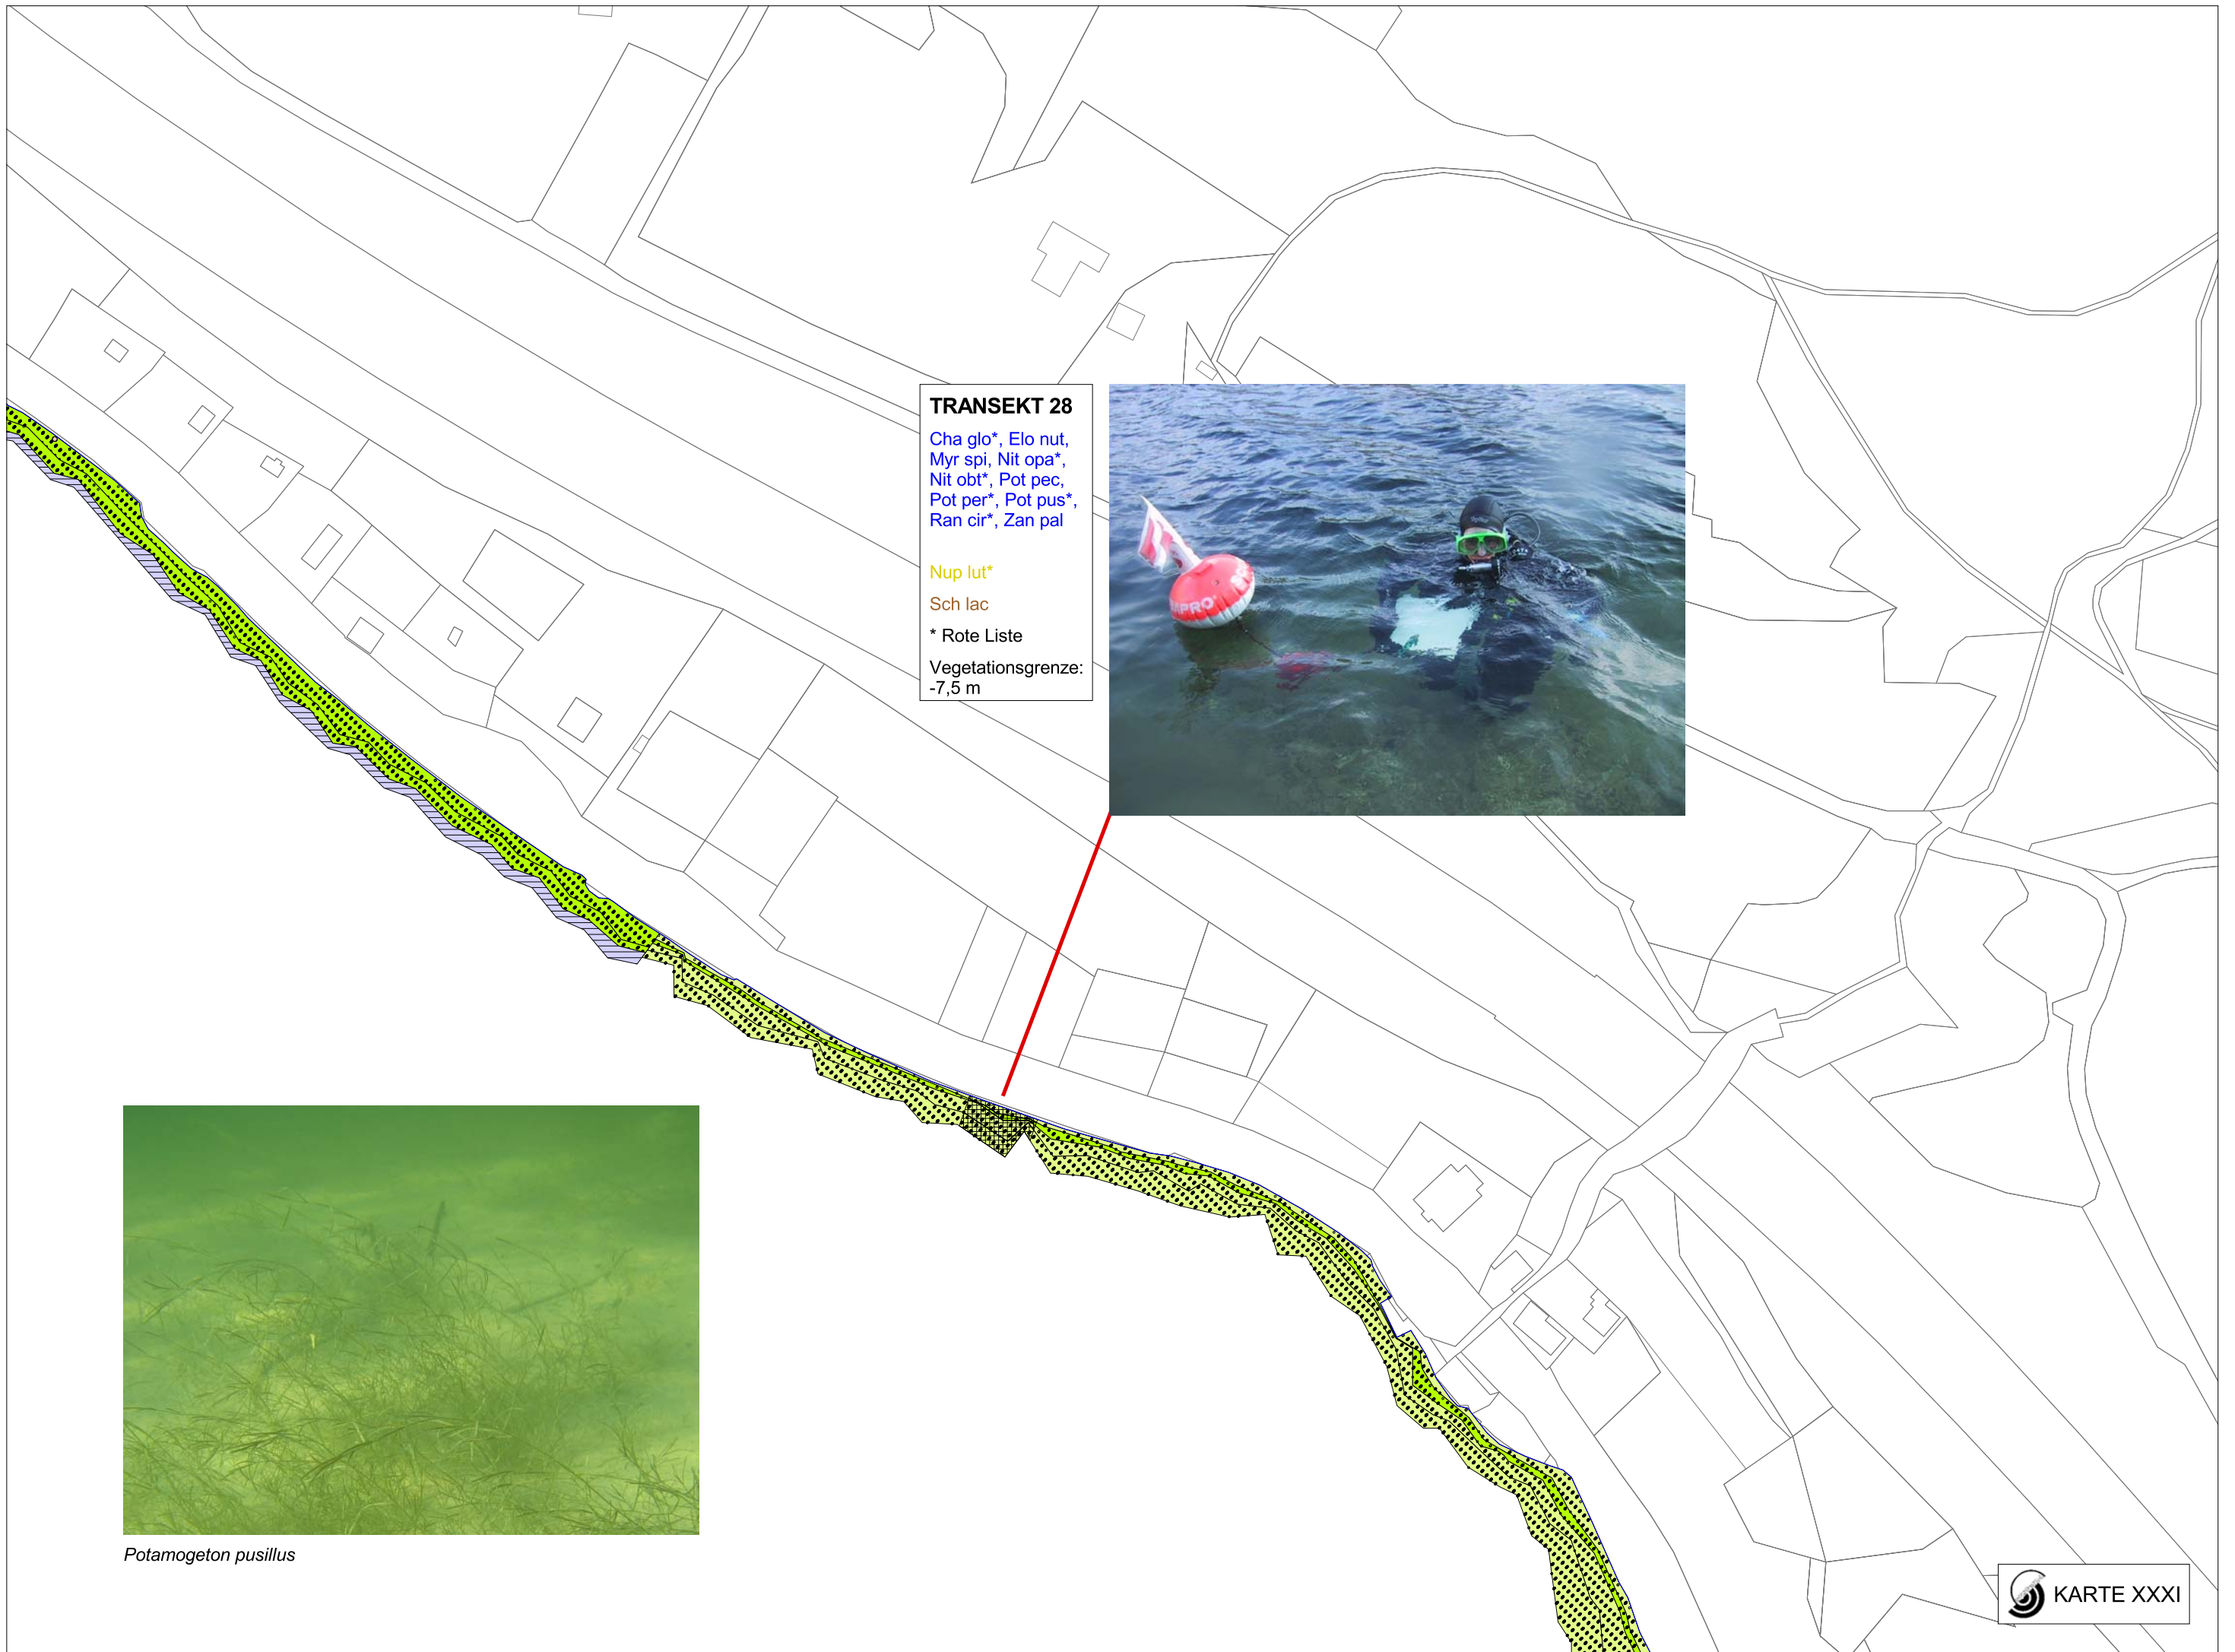 TRANSEKT 28
Cha glo*, Elo nut,
Myr spi, Nit opa*,
Nit obt*, Pot pec,
Pot per*, Pot pus*,
Ran cir*, Zan pal
Nup lut*
Sch lac
* Rote Liste
Vegetationsgrenze:
-7,5 m
Potamogeton pusillus
KARTE XXXI